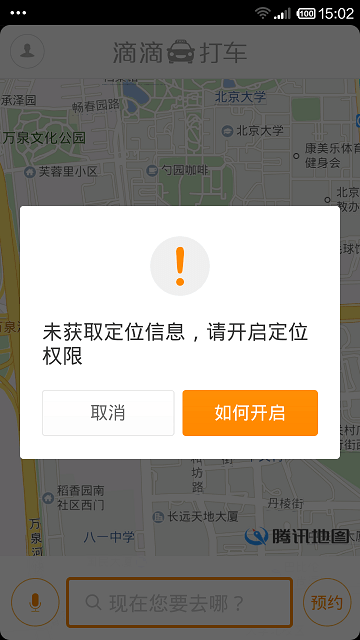 100
15:02
滴滴打车
承泽园
畅春园路
北京大学
万泉文化公园
北京大学
芙蓉里小区
勺园咖啡
康美乐体育
健身会
北京
未获取定位信息，请开启定位
权限
取消
如何开启
和
坊
路
稻香园南
社区西门
丹棱街
长远天地大厦
万
泉
河
八一中学
腾讯地图
现在您要去哪？
预约